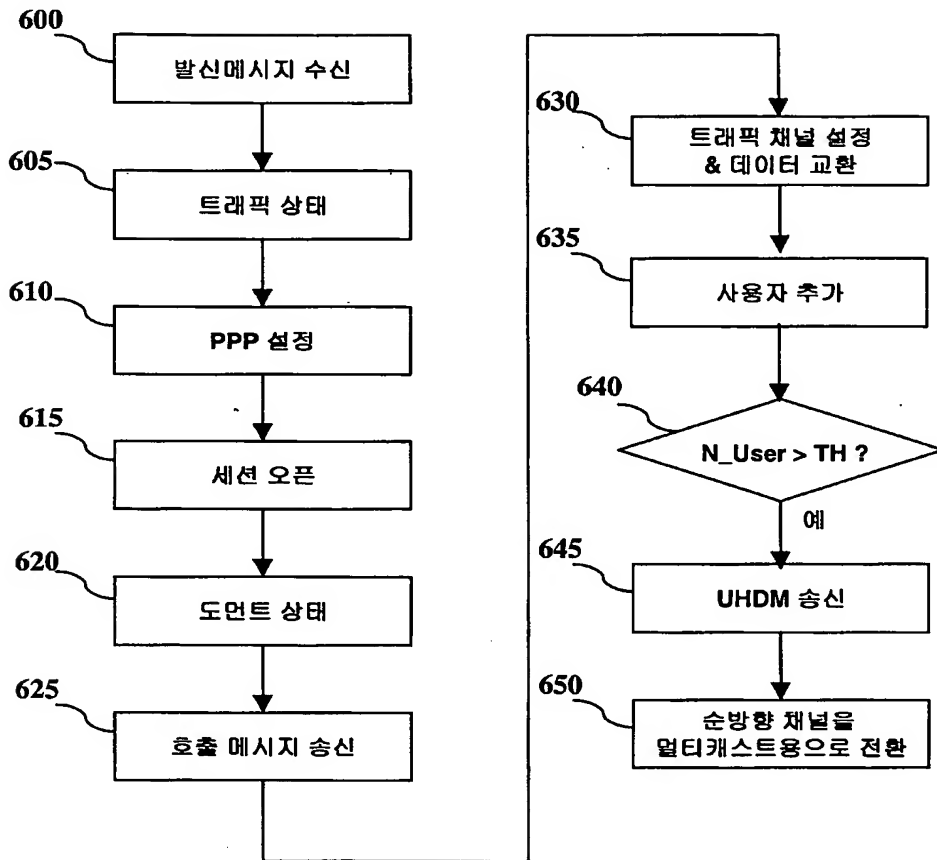 600
발신메시지 수신
605
트래픽 상태
610
PPP 설정
615
세션 오픈
620
도먼트 상태
625
호출 메시지 송신
630
트래픽 채널 설정
& 데이터 교환
635
사용자 추가
640
N_User > TH ?
예
645
UHDM 송신
650
순방향 채널을
멀티캐스트용으로 전환